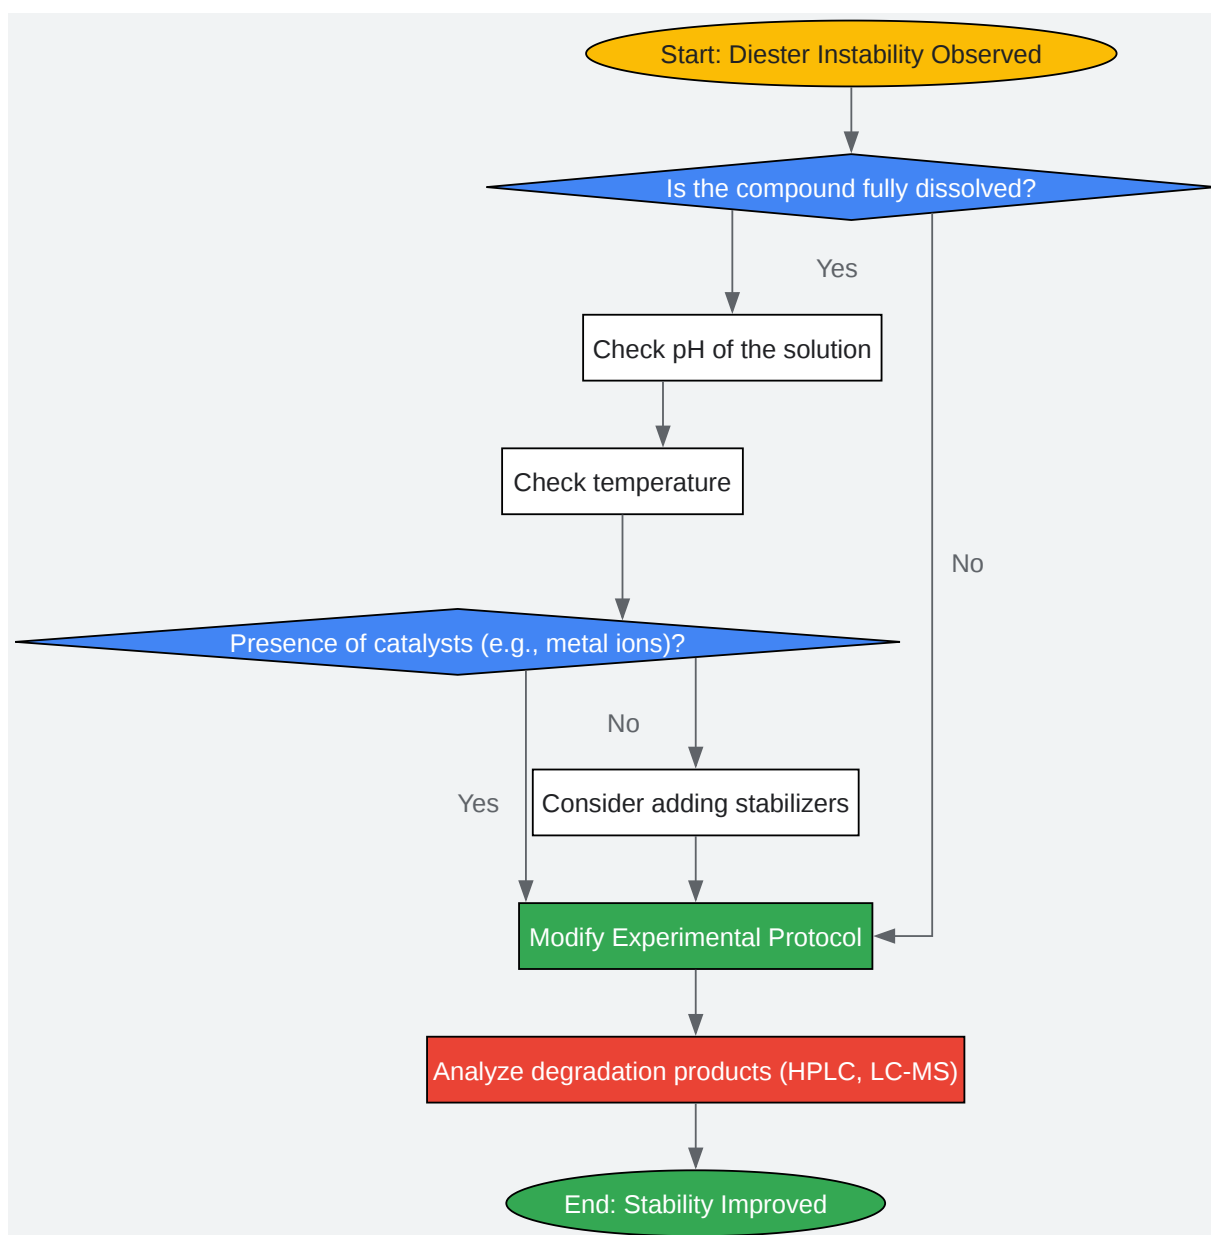 Start: Diester Instability Observed
Is the compound fully dissolved?
Yes
Check pH of the solution
Check temperature
No
Presence of catalysts (e.g., metal ions)?
No
Yes
Consider adding stabilizers
Modify Experimental Protocol
Analyze degradation products (HPLC, LC-MS)
End: Stability Improved